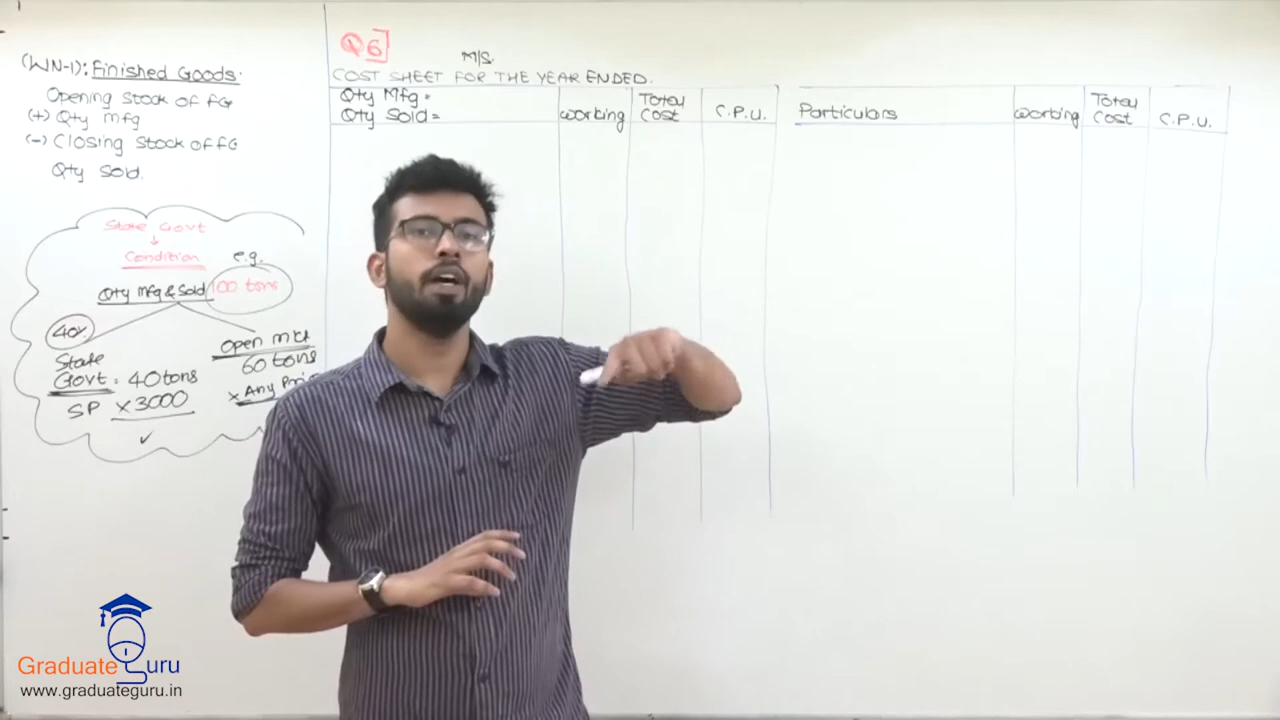 (WN-1): Finished Goods:
Opening Stock of FG
(+) Qty Mfg
(-) Closing Stock of FG
Qty Sold.
State Govt
Condition
e.g.
Qty Mfg & Sold
100 tons
40%
State
Govt = 40 tons
SP × 3000
Open Mkt
60 tons
× Any
Q6]
M/S.
COST SHEET FOR THE YEAR ENDED.
Qty Mfg =
Qty Sold =
Working
Total
Cost
C.P.U.
Particulars
Working
Total
Cost
C.P.U.
Graduate Guru
www.graduateguru.in